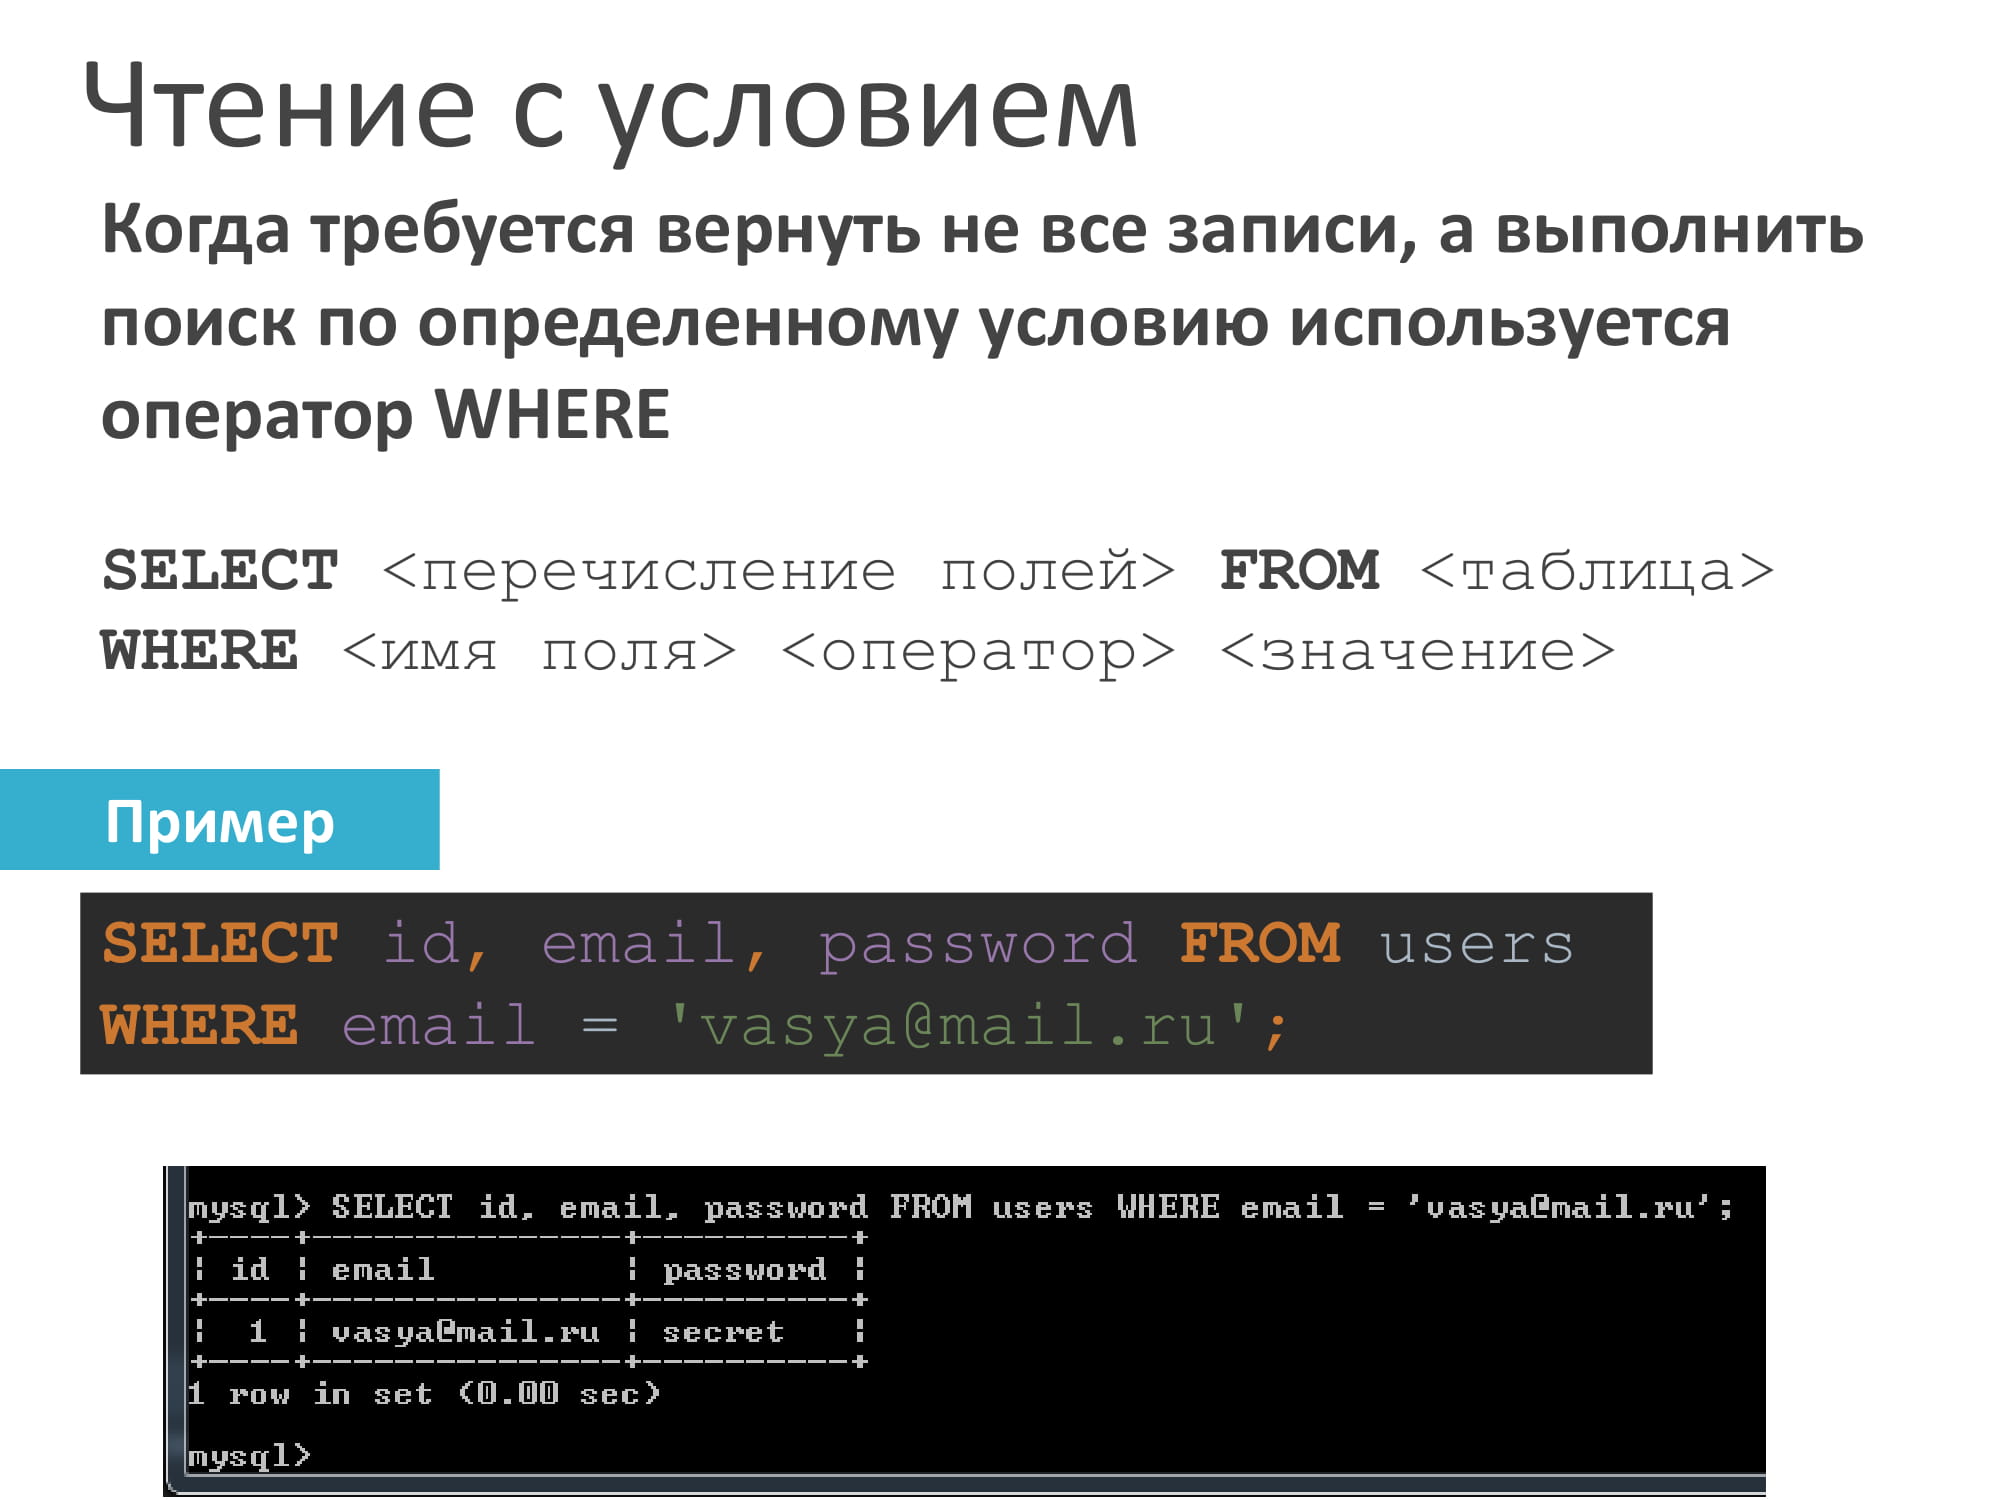 Чтение с условием
Когда требуется вернуть не все записи, а выполнить
поиск по определенному условию используется
оператор WHERE
SELECT <перечисление полей> FROM <таблица>
WHERE <имя поля> <оператор> <значение>
Пример
SELECT id, email, password FROM users
WHERE email = 'vasya@mail.ru';
mysql> SELECT id, email, password FROM users WHERE email = 'vasya@mail.ru';
+----+---------------+----------+
| id | email         | password |
+----+---------------+----------+
|  1 | vasya@mail.ru | secret   |
+----+---------------+----------+
1 row in set (0.00 sec)
mysql>